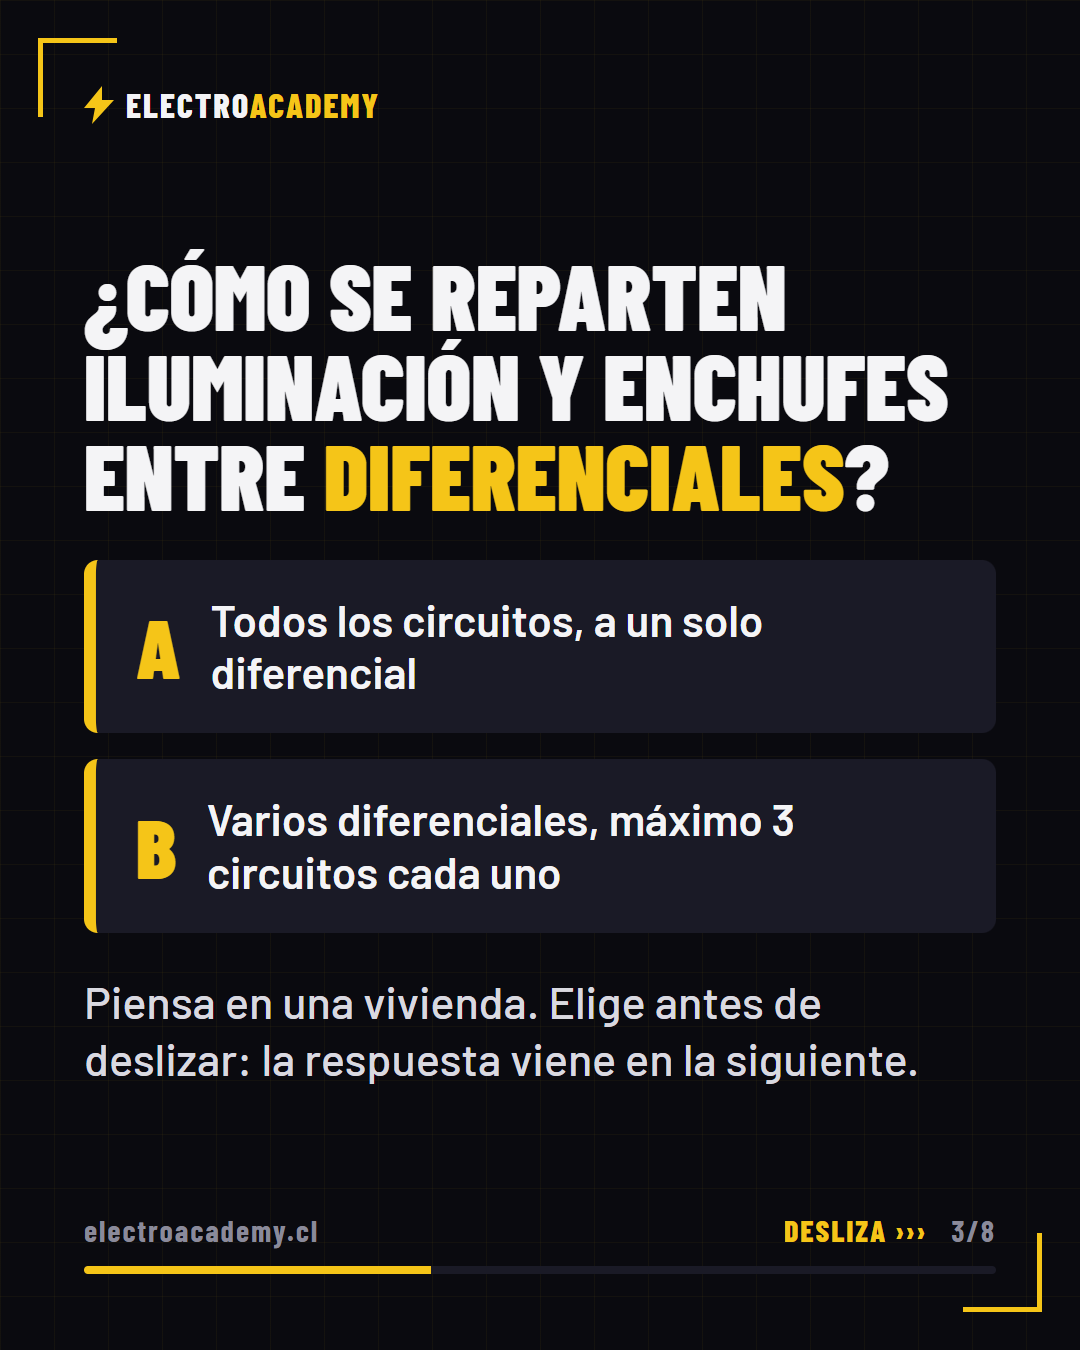 ELECTROACADEMY
¿CÓMO SE REPARTEN
ILUMINACIÓN Y ENCHUFES
ENTRE DIFERENCIALES?
A
Todos los circuitos, a un solo
diferencial
B
Varios diferenciales, máximo 3
circuitos cada uno
Piensa en una vivienda. Elige antes de
deslizar: la respuesta viene en la siguiente.
electroacademy.cl
DESLIZA ››› 3/8